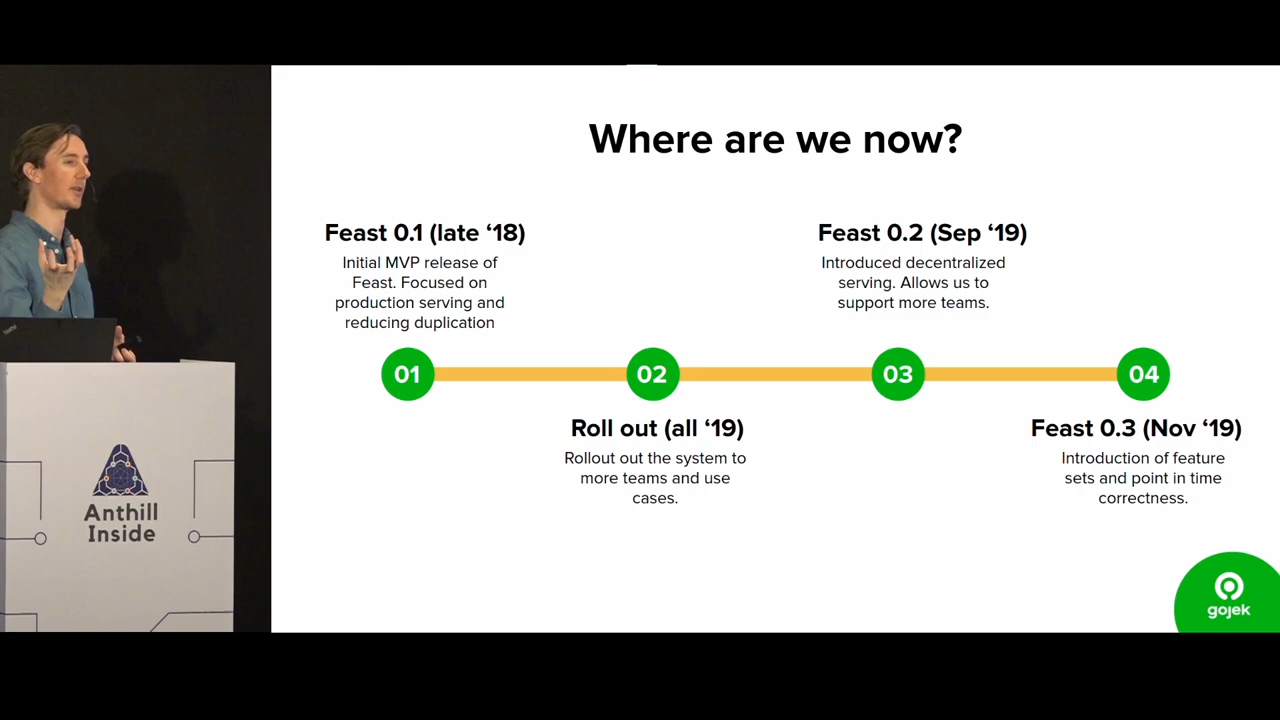 Where are we now?
Feast 0.1 (late ‘18)
Initial MVP release of
Feast. Focused on
production serving and
reducing duplication
Feast 0.2 (Sep ‘19)
Introduced decentralized
serving. Allows us to
support more teams.
01
02
03
04
Roll out (all ‘19)
Rollout out the system to
more teams and use
cases.
Feast 0.3 (Nov ‘19)
Introduction of feature
sets and point in time
correctness.
gojek
ThinkPad
Anthill
Inside